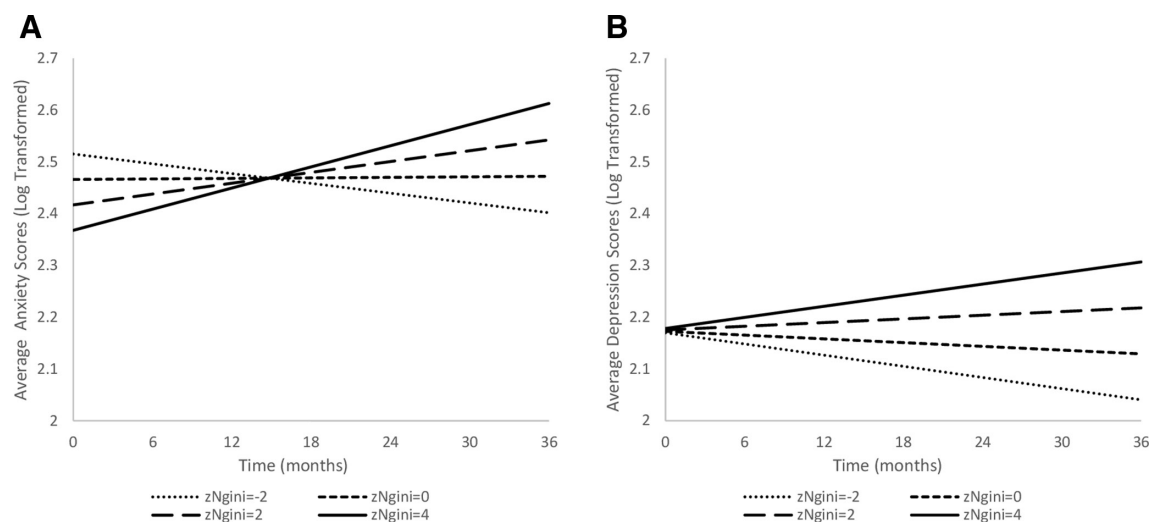 A
Average Anxiety Scores (Log Transformed)
2.7
2.6
2.5
2.4
2.3
2.2
2.1
2
0 6 12 18 24 30 36
Time (months)
zNgini=-2 zNgini=0
zNgini=2 zNgini=4
B
Average Depression Scores (Log Transformed)
2.7
2.6
2.5
2.4
2.3
2.2
2.1
2
0 6 12 18 24 30 36
Time (months)
zNgini=-2 zNgini=0
zNgini=2 zNgini=4